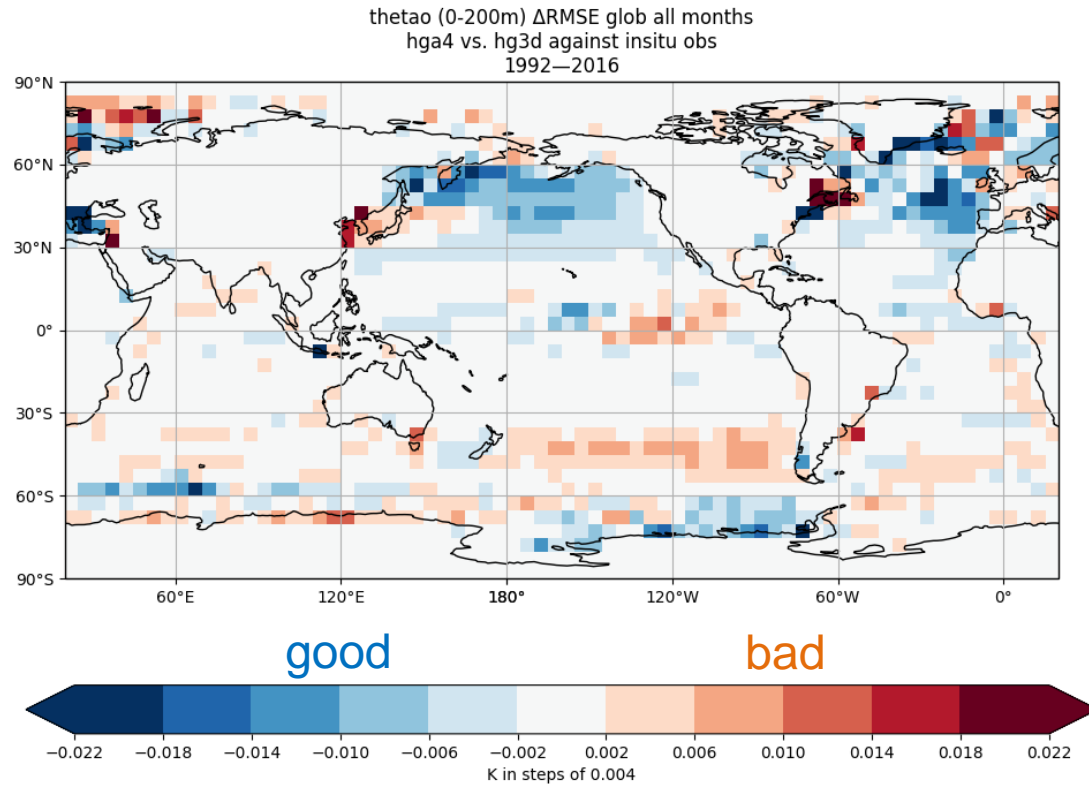 thetao (0-200m) ΔRMSE glob all months
hga4 vs. hg3d against insitu obs
1992—2016
90°N
60°N
30°N
0°
30°S
60°S
90°S
60°E 120°E 180° 120°W 60°W 0°
good bad
−0.022 −0.018 −0.014 −0.010 −0.006 −0.002 0.002 0.006 0.010 0.014 0.018 0.022
K in steps of 0.004